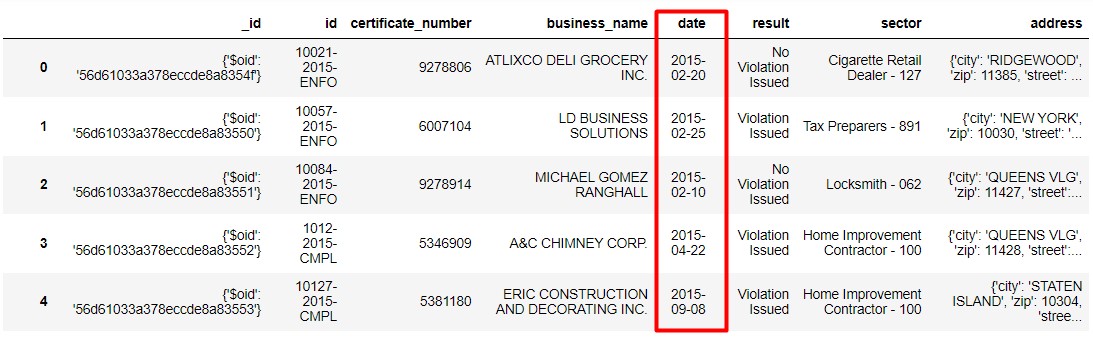 _id id certificate_number business_name date result sector address
0 {'$oid': '56d61033a378eccde8a8354f'} 10021-2015-ENFO 9278806 ATLIXCO DELI GROCERY INC. 2015-02-20 No Violation Issued Cigarette Retail Dealer - 127 {'city': 'RIDGEWOOD', 'zip': 11385, 'street': ...
1 {'$oid': '56d61033a378eccde8a83550'} 10057-2015-ENFO 6007104 LD BUSINESS SOLUTIONS 2015-02-25 Violation Issued Tax Preparers - 891 {'city': 'NEW YORK', 'zip': 10030, 'street': '...
2 {'$oid': '56d61033a378eccde8a83551'} 10084-2015-ENFO 9278914 MICHAEL GOMEZ RANGHALL 2015-02-10 No Violation Issued Locksmith - 062 {'city': 'QUEENS VLG', 'zip': 11427, 'street':...
3 {'$oid': '56d61033a378eccde8a83552'} 1012-2015-CMPL 5346909 A&C CHIMNEY CORP. 2015-04-22 Violation Issued Home Improvement Contractor - 100 {'city': 'QUEENS VLG', 'zip': 11428, 'street':...
4 {'$oid': '56d61033a378eccde8a83553'} 10127-2015-CMPL 5381180 ERIC CONSTRUCTION AND DECORATING INC. 2015-09-08 Violation Issued Home Improvement Contractor - 100 {'city': 'STATEN ISLAND', 'zip': 10304, 'stree...